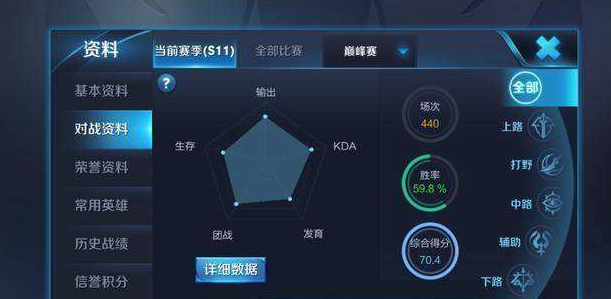 资料
当前赛季(S11)
全部比赛
巅峰赛
?
基本资料
对战资料
荣誉资料
常用英雄
历史战绩
信誉积分
输出
KDA
发育
团战
生存
详细数据
场次
440
胜率
59.8 %
综合得分
70.4
全部
上路
打野
中路
辅助
下路